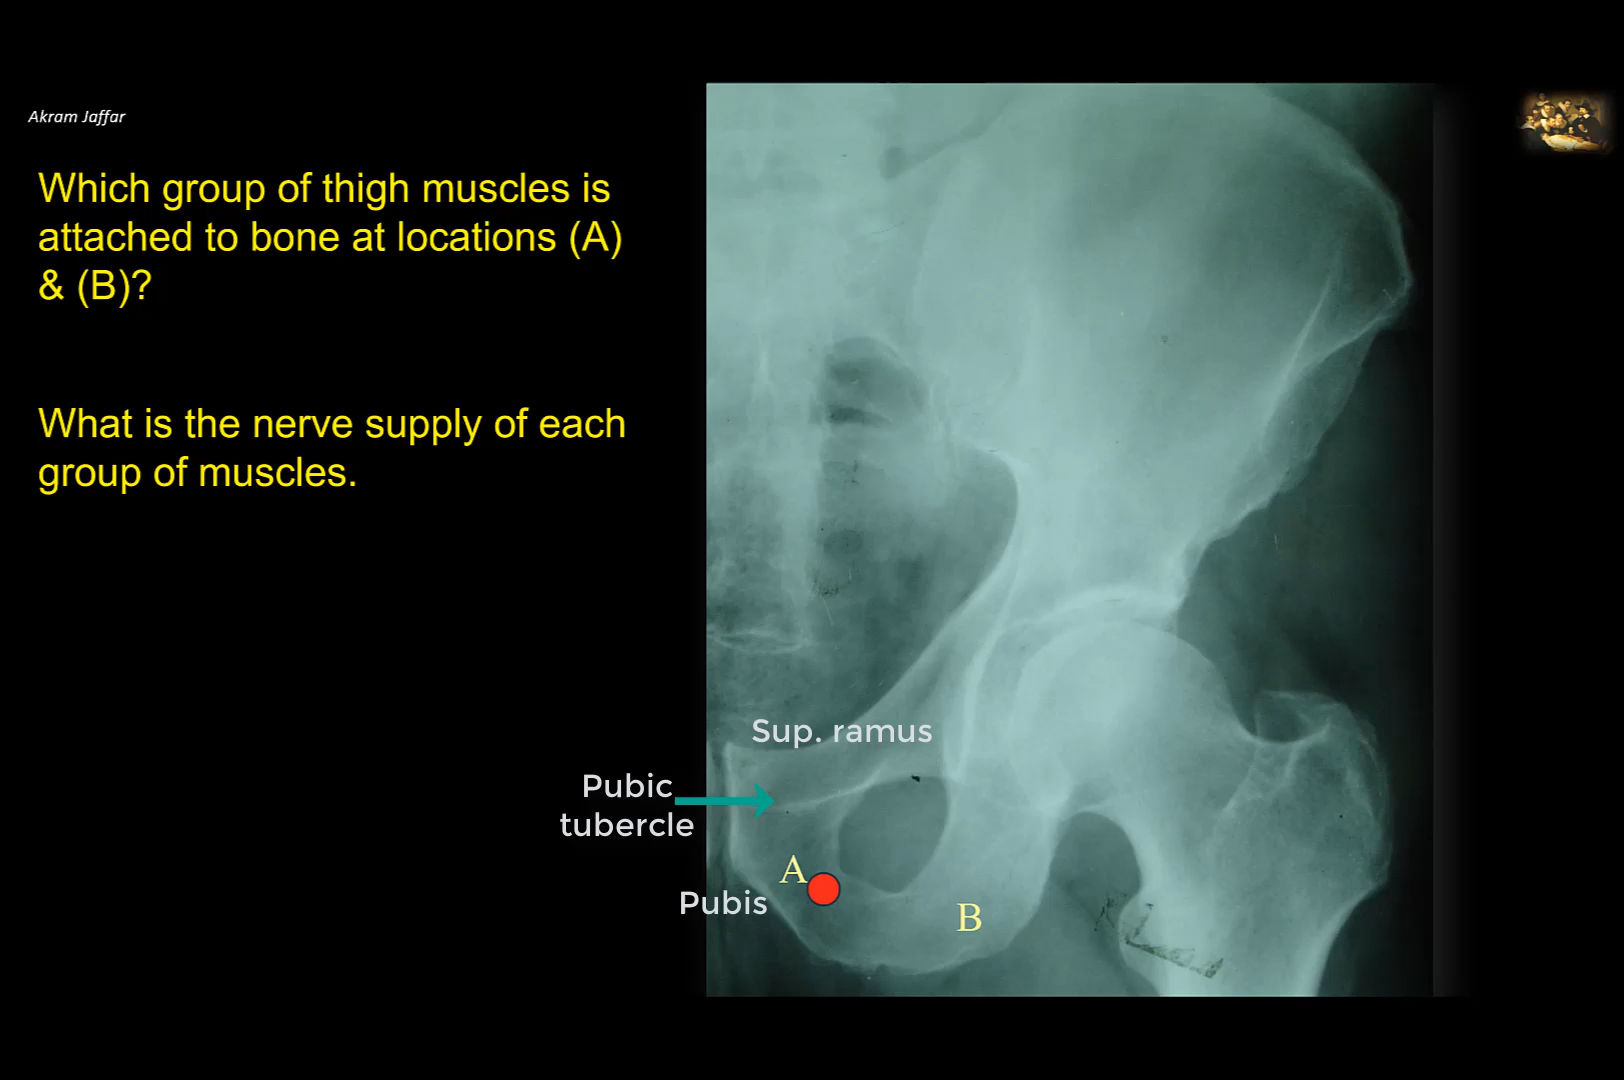 Akram Jaffar
Which group of thigh muscles is
attached to bone at locations (A)
& (B)?
What is the nerve supply of each
group of muscles.
Sup. ramus
Pubic
tubercle
A
Pubis
B